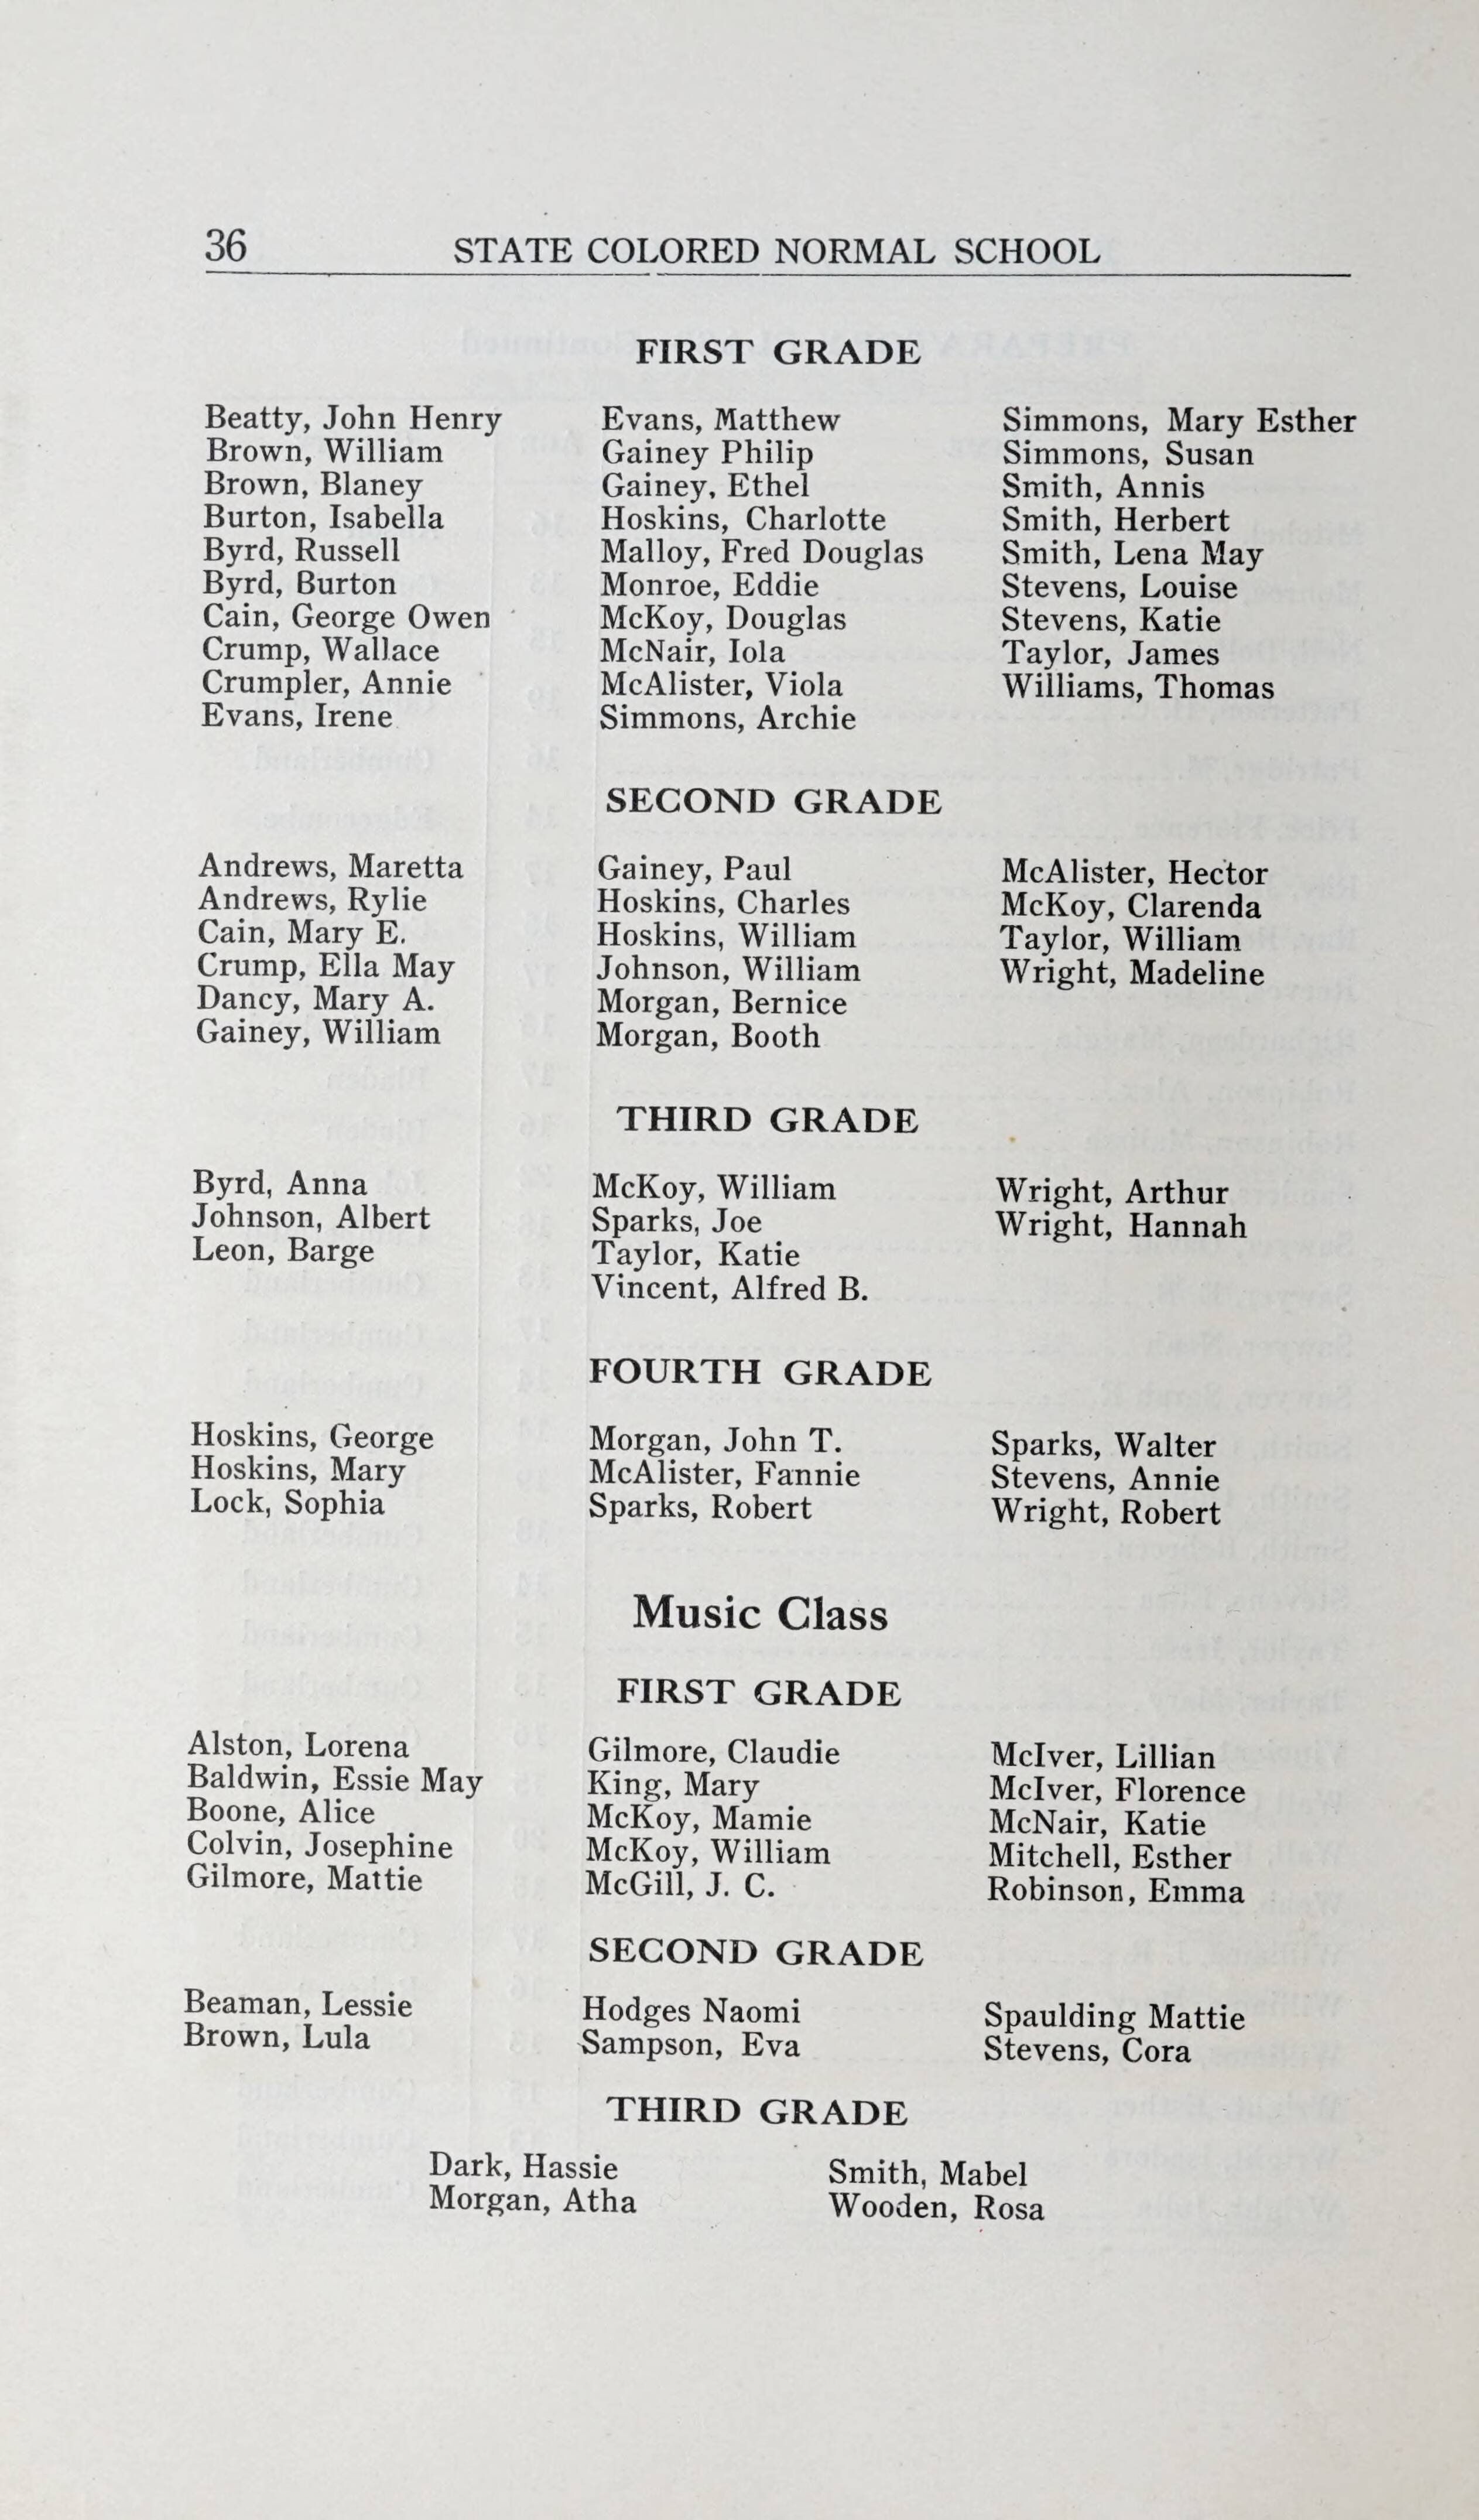 36 STATE COLORED NORMAL SCHOOL
FIRST GRADE
Beatty, John Henry
Brown, William
Brown, Blaney
Burton, Isabella
Byrd, Russell
Byrd, Burton
Cain, George Owen
Crump, Wallace
Crumpler, Annie
Evans, Irene
Evans, Matthew
Gainey Philip
Gainey, Ethel
Hoskins, Charlotte
Malloy, Fred Douglas
Monroe, Eddie
McKoy, Douglas
McNair, Iola
McAlister, Viola
Simmons, Archie
Simmons, Mary Esther
Simmons, Susan
Smith, Annis
Smith, Herbert
Smith, Lena May
Stevens, Louise
Stevens, Katie
Taylor, James
Williams, Thomas
SECOND GRADE
Andrews, Maretta
Andrews, Rylie
Cain, Mary E.
Crump, Ella May
Dancy, Mary A.
Gainey, William
Gainey, Paul
Hoskins, Charles
Hoskins, William
Johnson, William
Morgan, Bernice
Morgan, Booth
McAlister, Hector
McKoy, Clarenda
Taylor, William
Wright, Madeline
THIRD GRADE
Byrd, Anna
Johnson, Albert
Leon, Barge
McKoy, William
Sparks, Joe
Taylor, Katie
Vincent, Alfred B.
Wright, Arthur
Wright, Hannah
FOURTH GRADE
Hoskins, George
Hoskins, Mary
Lock, Sophia
Morgan, John T.
McAlister, Fannie
Sparks, Robert
Sparks, Walter
Stevens, Annie
Wright, Robert
Music Class
FIRST GRADE
Alston, Lorena
Baldwin, Essie May
Boone, Alice
Colvin, Josephine
Gilmore, Mattie
Gilmore, Claudie
King, Mary
McKoy, Mamie
McKoy, William
McGill, J. C.
McIver, Lillian
McIver, Florence
McNair, Katie
Mitchell, Esther
Robinson, Emma
SECOND GRADE
Beaman, Lessie
Brown, Lula
Hodges Naomi
Sampson, Eva
Spaulding Mattie
Stevens, Cora
THIRD GRADE
Dark, Hassie
Morgan, Atha
Smith, Mabel
Wooden, Rosa